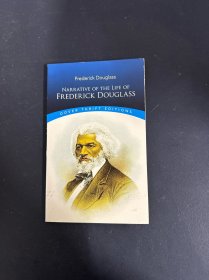 Frederick Douglass
NARRATIVE OF THE LIFE OF
FREDERICK DOUGLASS
DOVER THRIFT EDITIONS